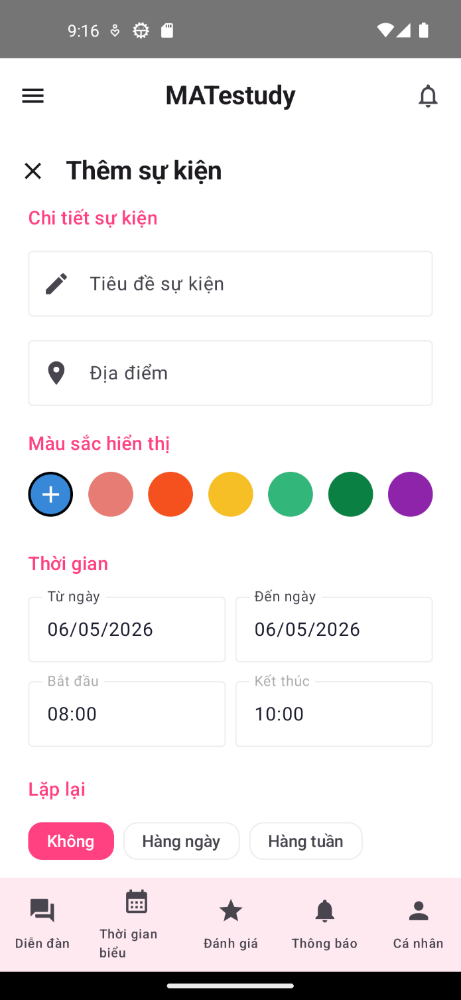 9:16
MATestudy
Thêm sự kiện
Chi tiết sự kiện
Tiêu đề sự kiện
Địa điểm
Màu sắc hiển thị
Thời gian
Từ ngày
Đến ngày
06/05/2026
06/05/2026
Bắt đầu
Kết thúc
08:00
10:00
Lặp lại
Không
Hàng ngày
Hàng tuần
Diễn đàn
Thời gian
biểu
Đánh giá
Thông báo
Cá nhân